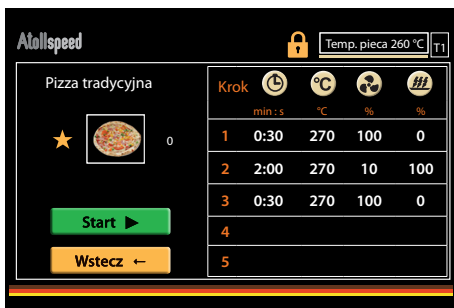 Atollspeed
Temp. pieca 260 °C T1
Pizza tradycyjna
0
Start
Wstecz ←
Krok °C
min : s °C % %
1 0:30 270 100 0
2 2:00 270 10 100
3 0:30 270 100 0
4
5